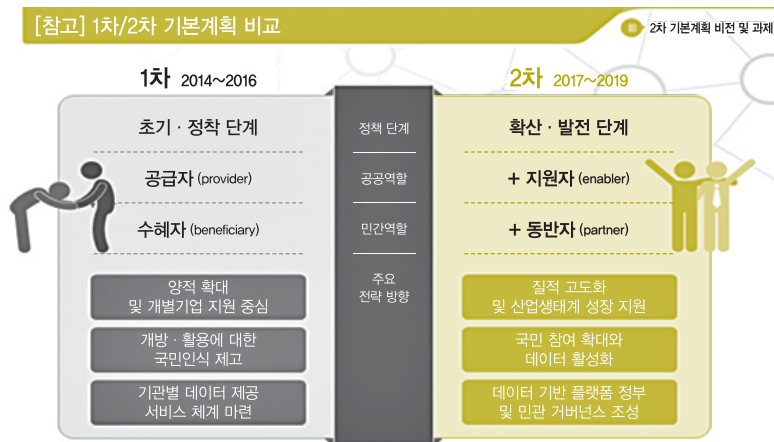 [참고] 1차/2차 기본계획 비교
2차 기본계획 비전 및 과제
1차 2014~2016
2차 2017~2019
초기 · 정착 단계
정책 단계
확산 · 발전 단계
공급자 (provider)
공공역할
+ 지원자 (enabler)
수혜자 (beneficiary)
민간역할
+ 동반자 (partner)
주요
전략 방향
양적 확대
및 개별기업 지원 중심
질적 고도화
및 산업생태계 성장 지원
개방 · 활용에 대한
국민인식 제고
국민 참여 확대와
데이터 활성화
기관별 데이터 제공
서비스 체계 마련
데이터 기반 플랫폼 정부
및 민관 거버넌스 조성